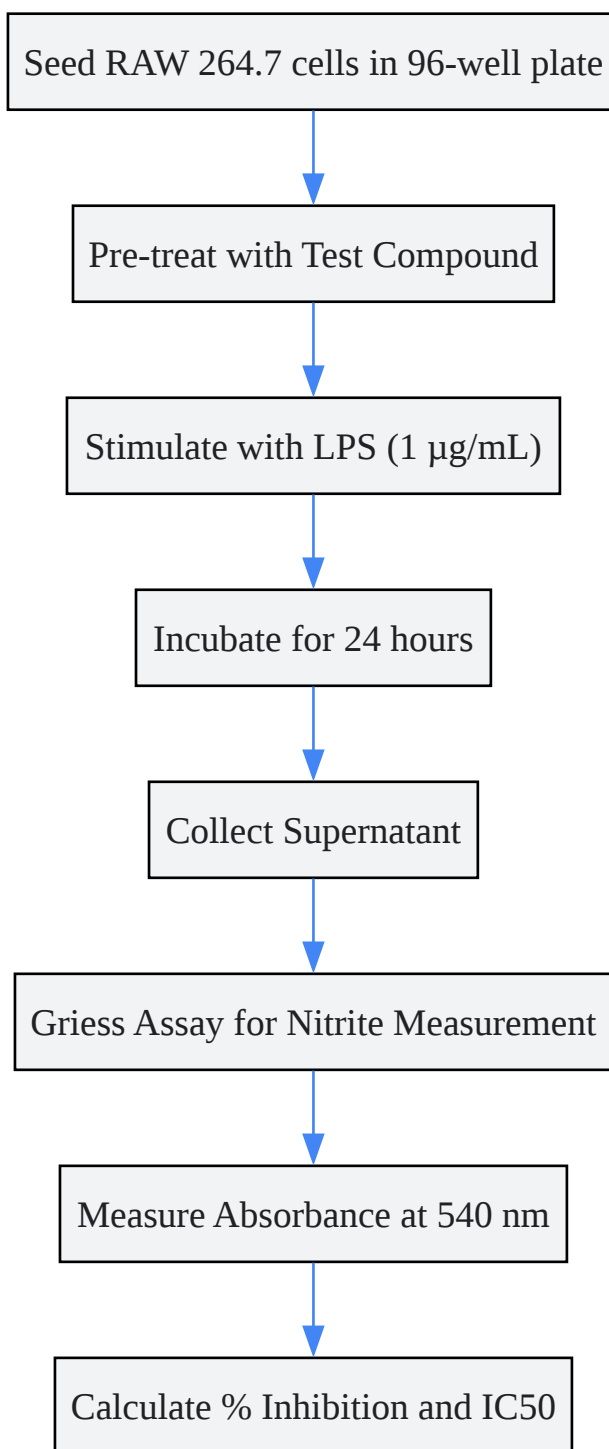 Seed RAW 264.7 cells in 96-well plate
Pre-treat with Test Compound
Stimulate with LPS (1 µg/mL)
Incubate for 24 hours
Collect Supernatant
Griess Assay for Nitrite Measurement
Measure Absorbance at 540 nm
Calculate % Inhibition and IC50